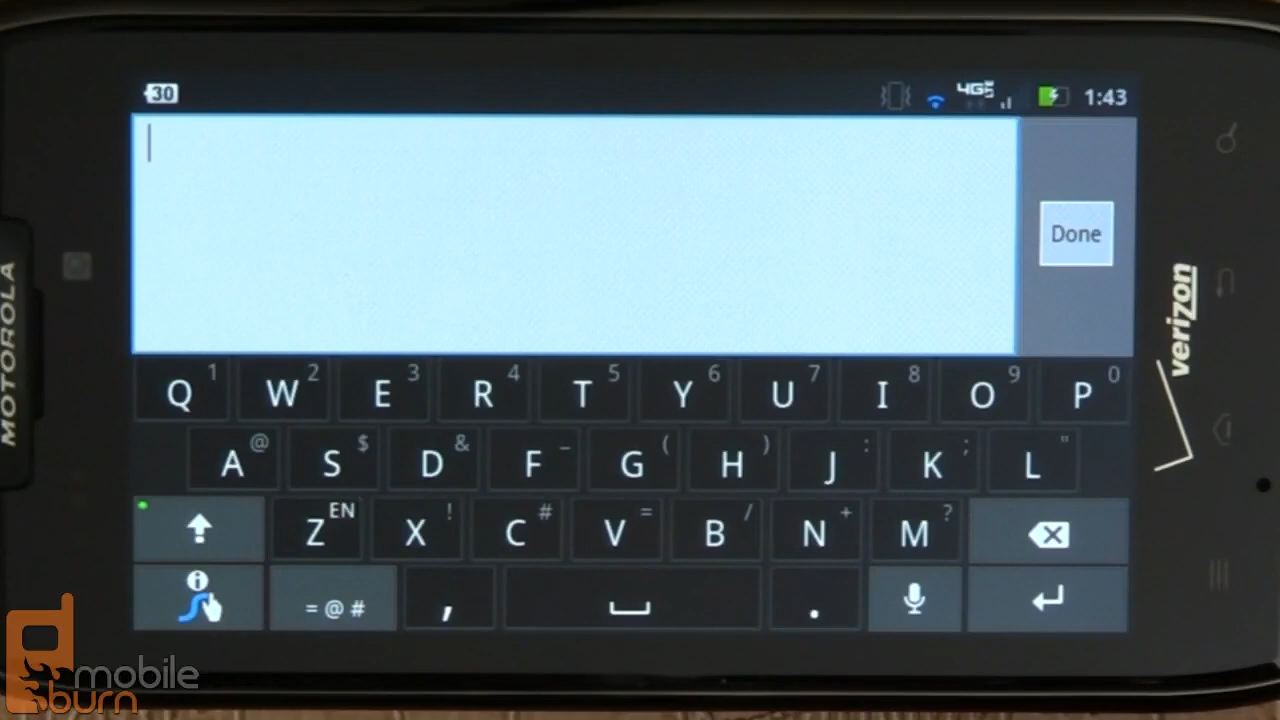 30
4G
1:43
Done
Q 1 W 2 E 3 R 4 T 5 Y 6 U 7 I 8 O 9 P 0
A @ S $ D & F _ G ( H ) J : K ; L "
Z EN X ! C # V = B / N + M ?
= @ # , .
MOTOROLA
verizon
mobile
burn